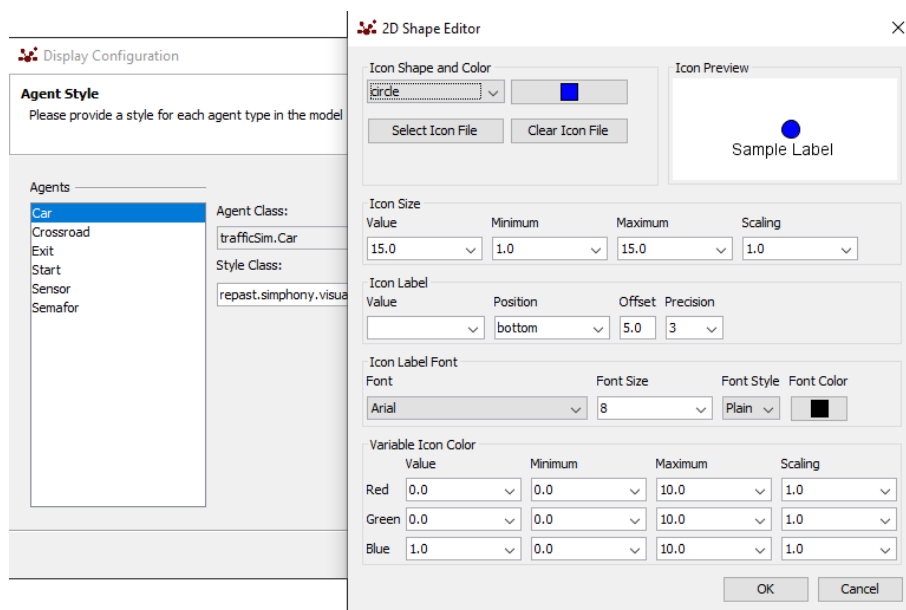 Display Configuration
Agent Style
Please provide a style for each agent type in the model
Agents
Car
Crossroad
Exit
Start
Sensor
Semafor
Agent Class:
trafficSim.Car
Style Class:
repast.simphony.visua
2D Shape Editor
Icon Shape and Color
circle
Select Icon File Clear Icon File
Icon Preview
Sample Label
Icon Size
Value Minimum Maximum Scaling
15.0 1.0 15.0 1.0
Icon Label
Value Position Offset Precision
bottom 5.0 3
Icon Label Font
Font Font Size Font Style Font Color
Arial 8 Plain
Variable Icon Color
Value Minimum Maximum Scaling
Red 0.0 0.0 10.0 1.0
Green 0.0 0.0 10.0 1.0
Blue 1.0 0.0 10.0 1.0
OK Cancel